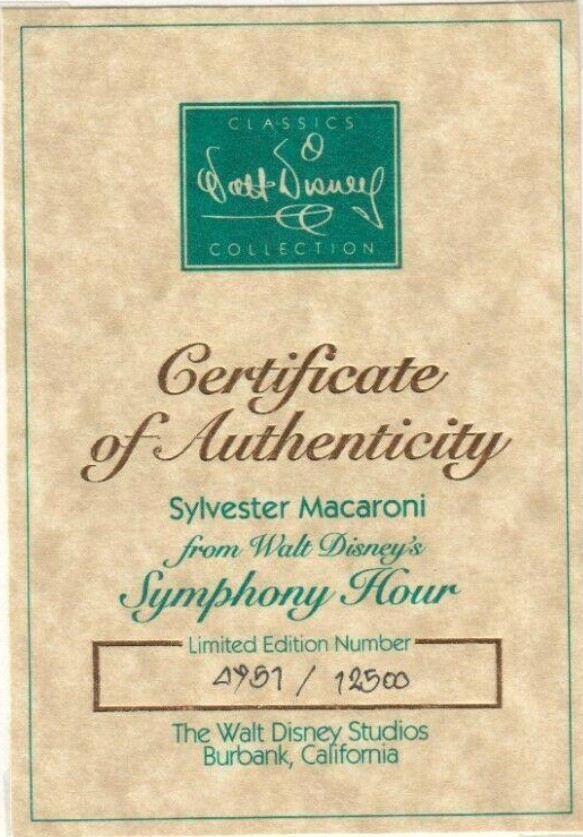 CLASSICS
Walt Disney
COLLECTION
Certificate
of Authenticity
Sylvester Macaroni
from Walt Disney's
Symphony Hour
Limited Edition Number
/ 12500
The Walt Disney Studios
Burbank, California